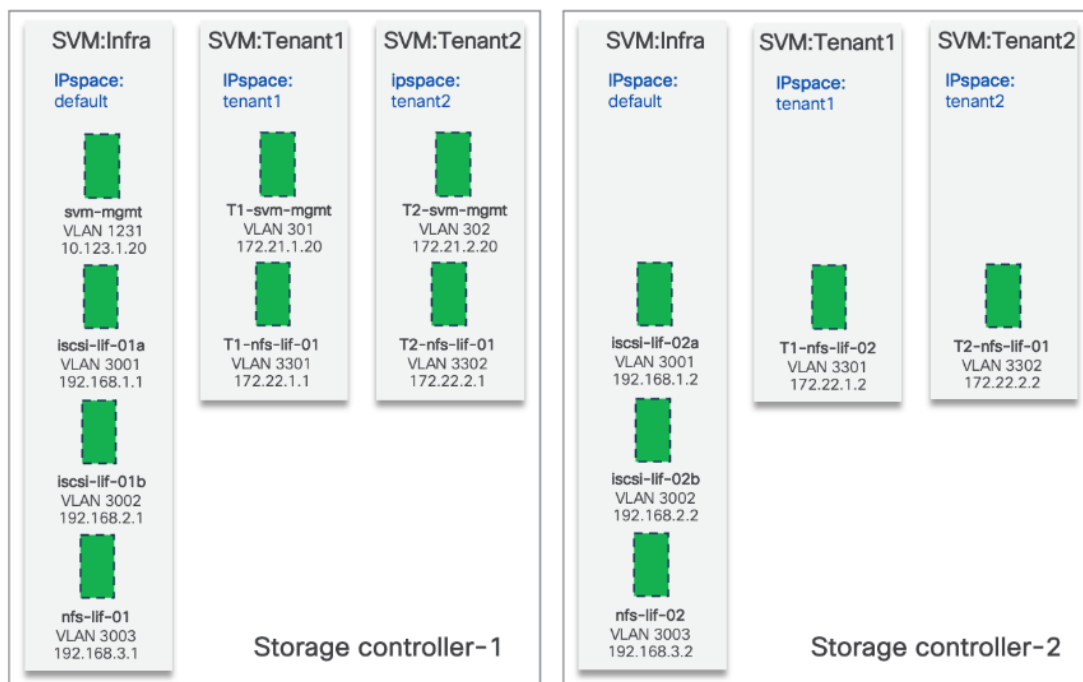 SVM:Infra
IPspace:
default
svm-mgmt
VLAN 1231
10.123.1.20
iscsi-lif-01a
VLAN 3001
192.168.1.1
iscsi-lif-01b
VLAN 3002
192.168.2.1
nfs-lif-01
VLAN 3003
192.168.3.1
SVM:Tenant1
IPspace:
tenant1
T1-svm-mgmt
VLAN 301
172.21.1.20
T1-nfs-lif-01
VLAN 3301
172.22.1.1
SVM:Tenant2
ipspace:
tenant2
T2-svm-mgmt
VLAN 302
172.21.2.20
T2-nfs-lif-01
VLAN 3302
172.22.2.1
Storage controller-1
SVM:Infra
IPspace:
default
iscsi-lif-02a
VLAN 3001
192.168.1.2
iscsi-lif-02b
VLAN 3002
192.168.2.2
nfs-lif-02
VLAN 3003
192.168.3.2
SVM:Tenant1
IPspace:
tenant1
T1-nfs-lif-02
VLAN 3301
172.22.1.2
SVM:Tenant2
IPspace:
tenant2
T2-nfs-lif-01
VLAN 3302
172.22.2.2
Storage controller-2